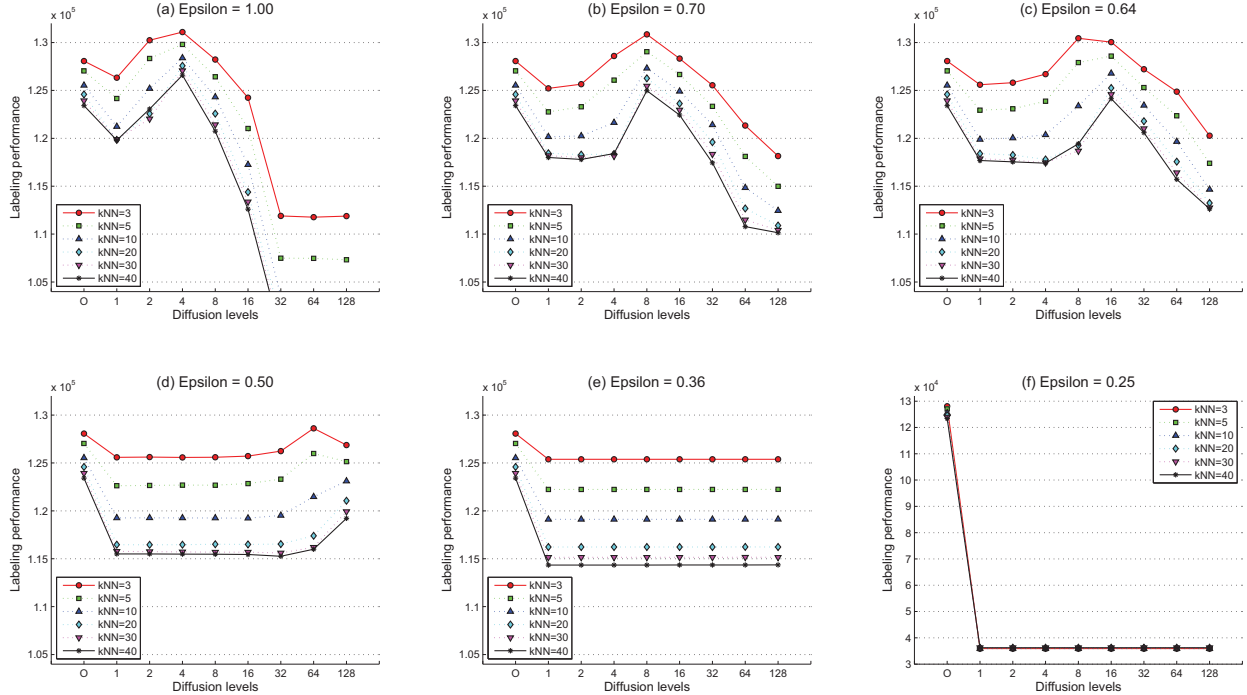 (a) Epsilon = 1.00
x 10⁵
Labeling performance
1.3
1.25
1.2
1.15
1.1
1.05
kNN=3
kNN=5
kNN=10
kNN=20
kNN=30
kNN=40
O 1 2 4 8 16 32 64 128
Diffusion levels
(b) Epsilon = 0.70
x 10⁵
Labeling performance
1.3
1.25
1.2
1.15
1.1
1.05
kNN=3
kNN=5
kNN=10
kNN=20
kNN=30
kNN=40
O 1 2 4 8 16 32 64 128
Diffusion levels
(c) Epsilon = 0.64
x 10⁵
Labeling performance
1.3
1.25
1.2
1.15
1.1
1.05
kNN=3
kNN=5
kNN=10
kNN=20
kNN=30
kNN=40
O 1 2 4 8 16 32 64 128
Diffusion levels
(d) Epsilon = 0.50
x 10⁵
Labeling performance
1.3
1.25
1.2
1.15
1.1
1.05
kNN=3
kNN=5
kNN=10
kNN=20
kNN=30
kNN=40
O 1 2 4 8 16 32 64 128
Diffusion levels
(e) Epsilon = 0.36
x 10⁵
Labeling performance
1.3
1.25
1.2
1.15
1.1
1.05
kNN=3
kNN=5
kNN=10
kNN=20
kNN=30
kNN=40
O 1 2 4 8 16 32 64 128
Diffusion levels
(f) Epsilon = 0.25
x 10⁴
Labeling performance
13
12
11
10
9
8
7
6
5
4
3
kNN=3
kNN=5
kNN=10
kNN=20
kNN=30
kNN=40
O 1 2 4 8 16 32 64 128
Diffusion levels